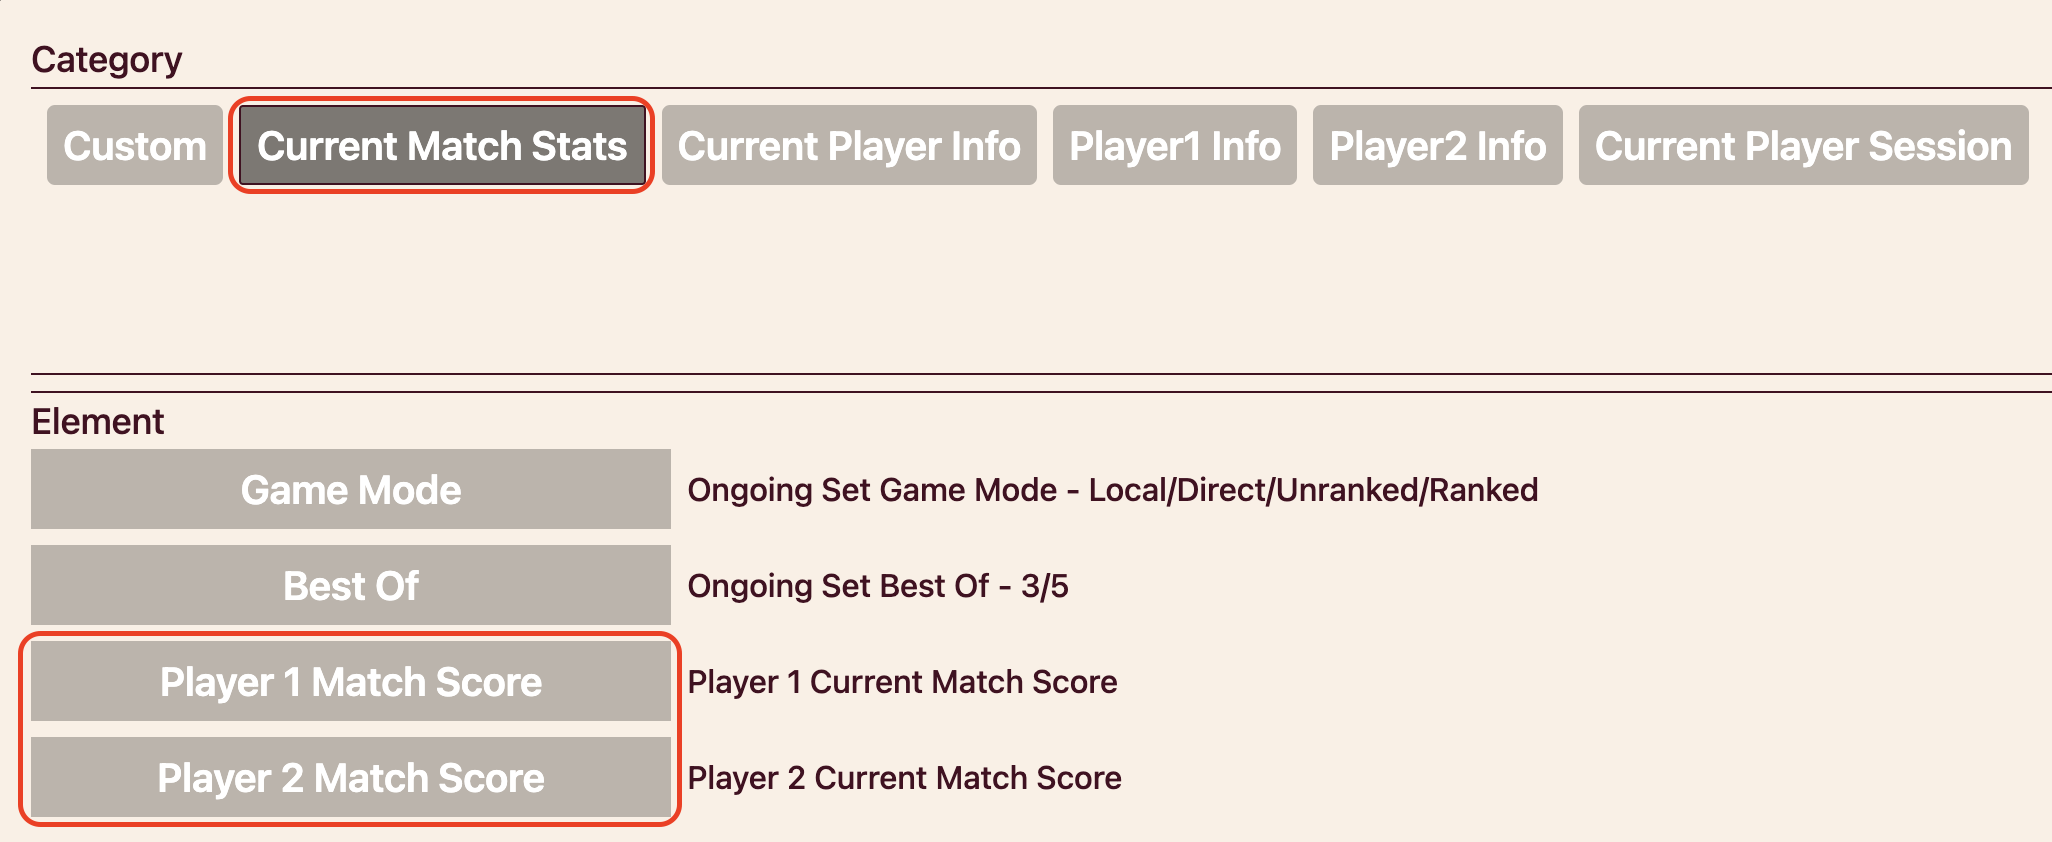 Category
Custom Current Match Stats Current Player Info Player1 Info Player2 Info Current Player Session
Element
Game Mode Ongoing Set Game Mode - Local/Direct/Unranked/Ranked
Best Of Ongoing Set Best Of - 3/5
Player 1 Match Score Player 1 Current Match Score
Player 2 Match Score Player 2 Current Match Score